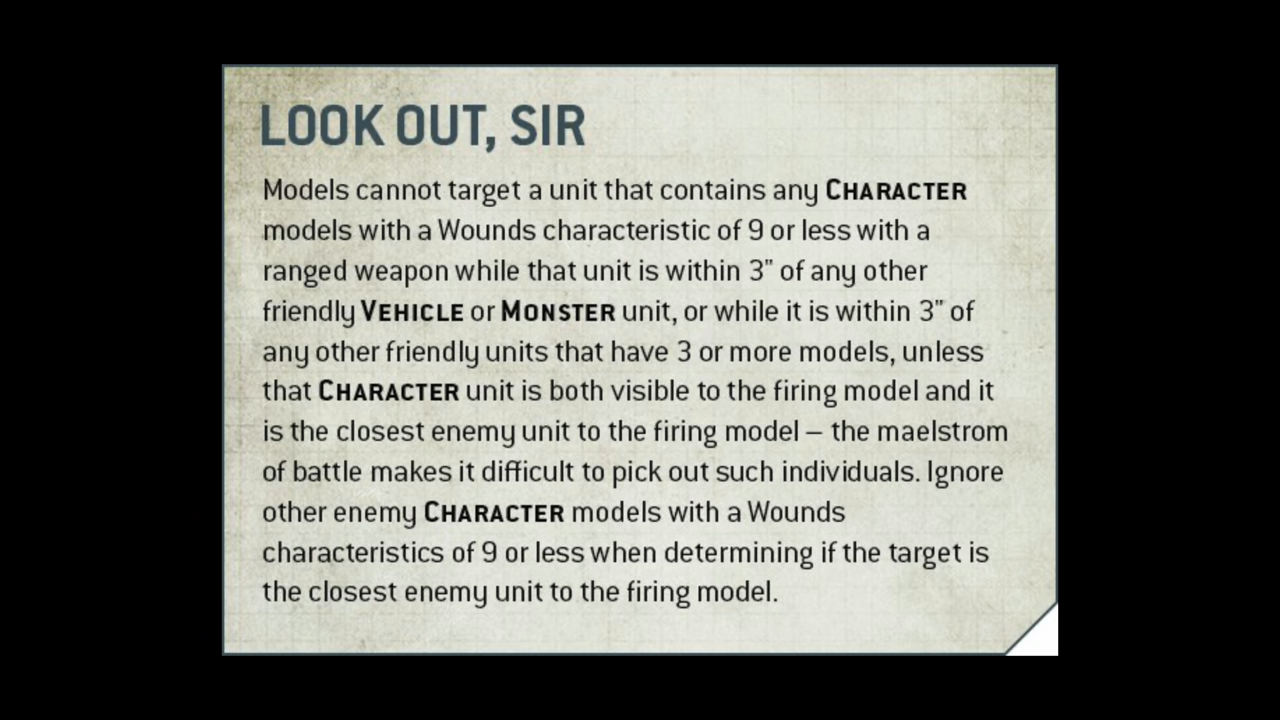 LOOK OUT, SIR
Models cannot target a unit that contains any CHARACTER
models with a Wounds characteristic of 9 or less with a
ranged weapon while that unit is within 3" of any other
friendly VEHICLE or MONSTER unit, or while it is within 3" of
any other friendly units that have 3 or more models, unless
that CHARACTER unit is both visible to the firing model and it
is the closest enemy unit to the firing model – the maelstrom
of battle makes it difficult to pick out such individuals. Ignore
other enemy CHARACTER models with a Wounds
characteristics of 9 or less when determining if the target is
the closest enemy unit to the firing model.